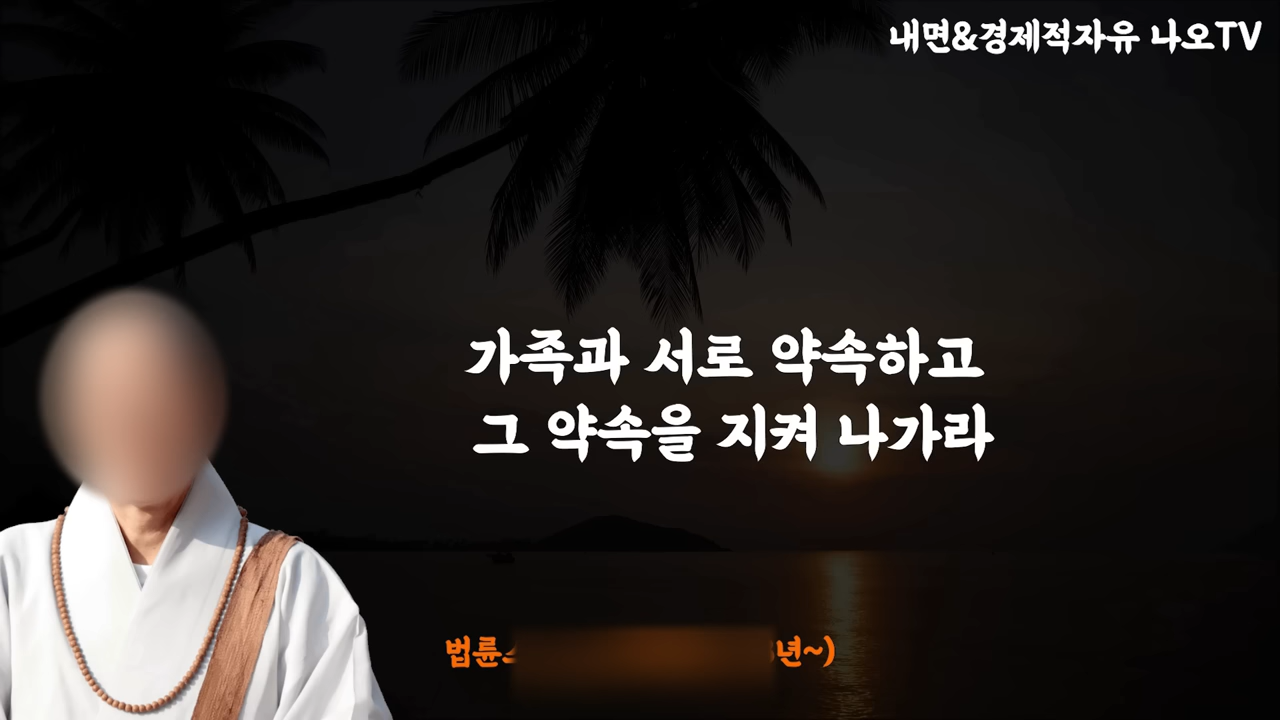 내면&경제적자유 나오TV
가족과 서로 약속하고
그 약속을 지켜 나가라
법륜
년~)